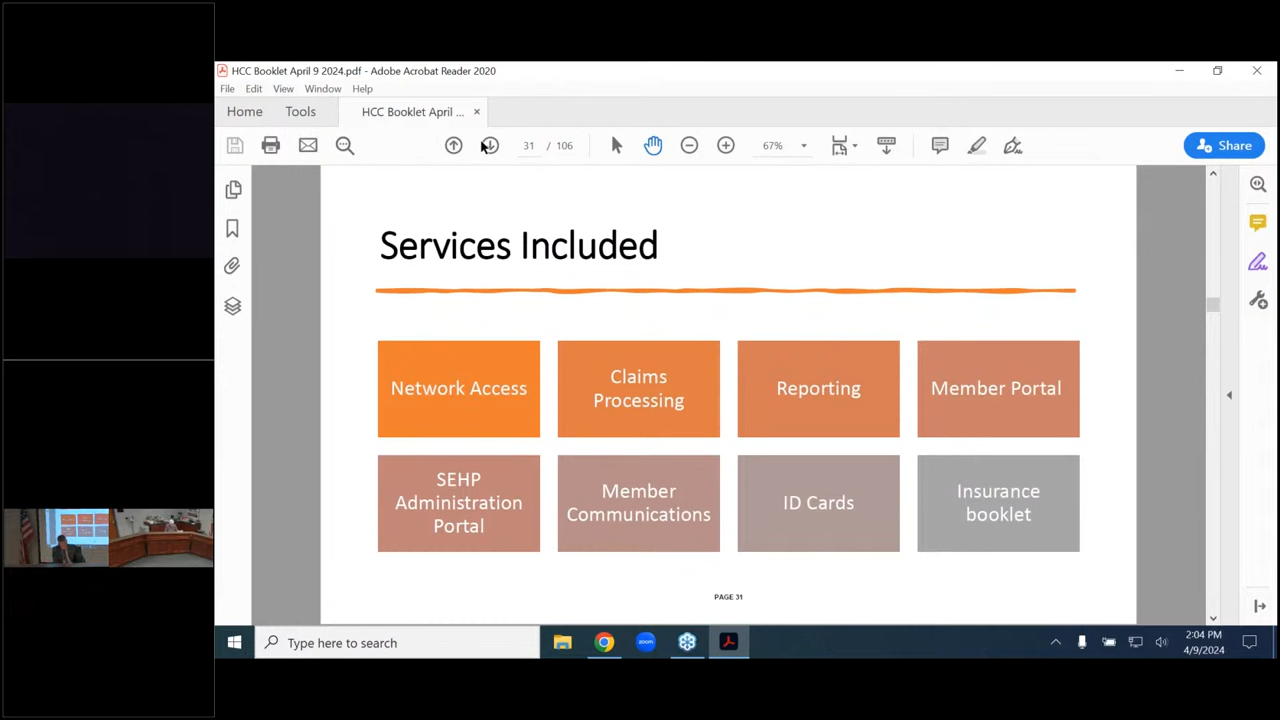 HCC Booklet April 9 2024.pdf - Adobe Acrobat Reader 2020
File Edit View Window Help
Home Tools HCC Booklet April ... ×
31 / 106 67% Share
Services Included
Network Access
Claims
Processing
Reporting
Member Portal
SEHP
Administration
Portal
Member
Communications
ID Cards
Insurance
booklet
PAGE 31
Type here to search
zoom
2:04 PM
4/9/2024